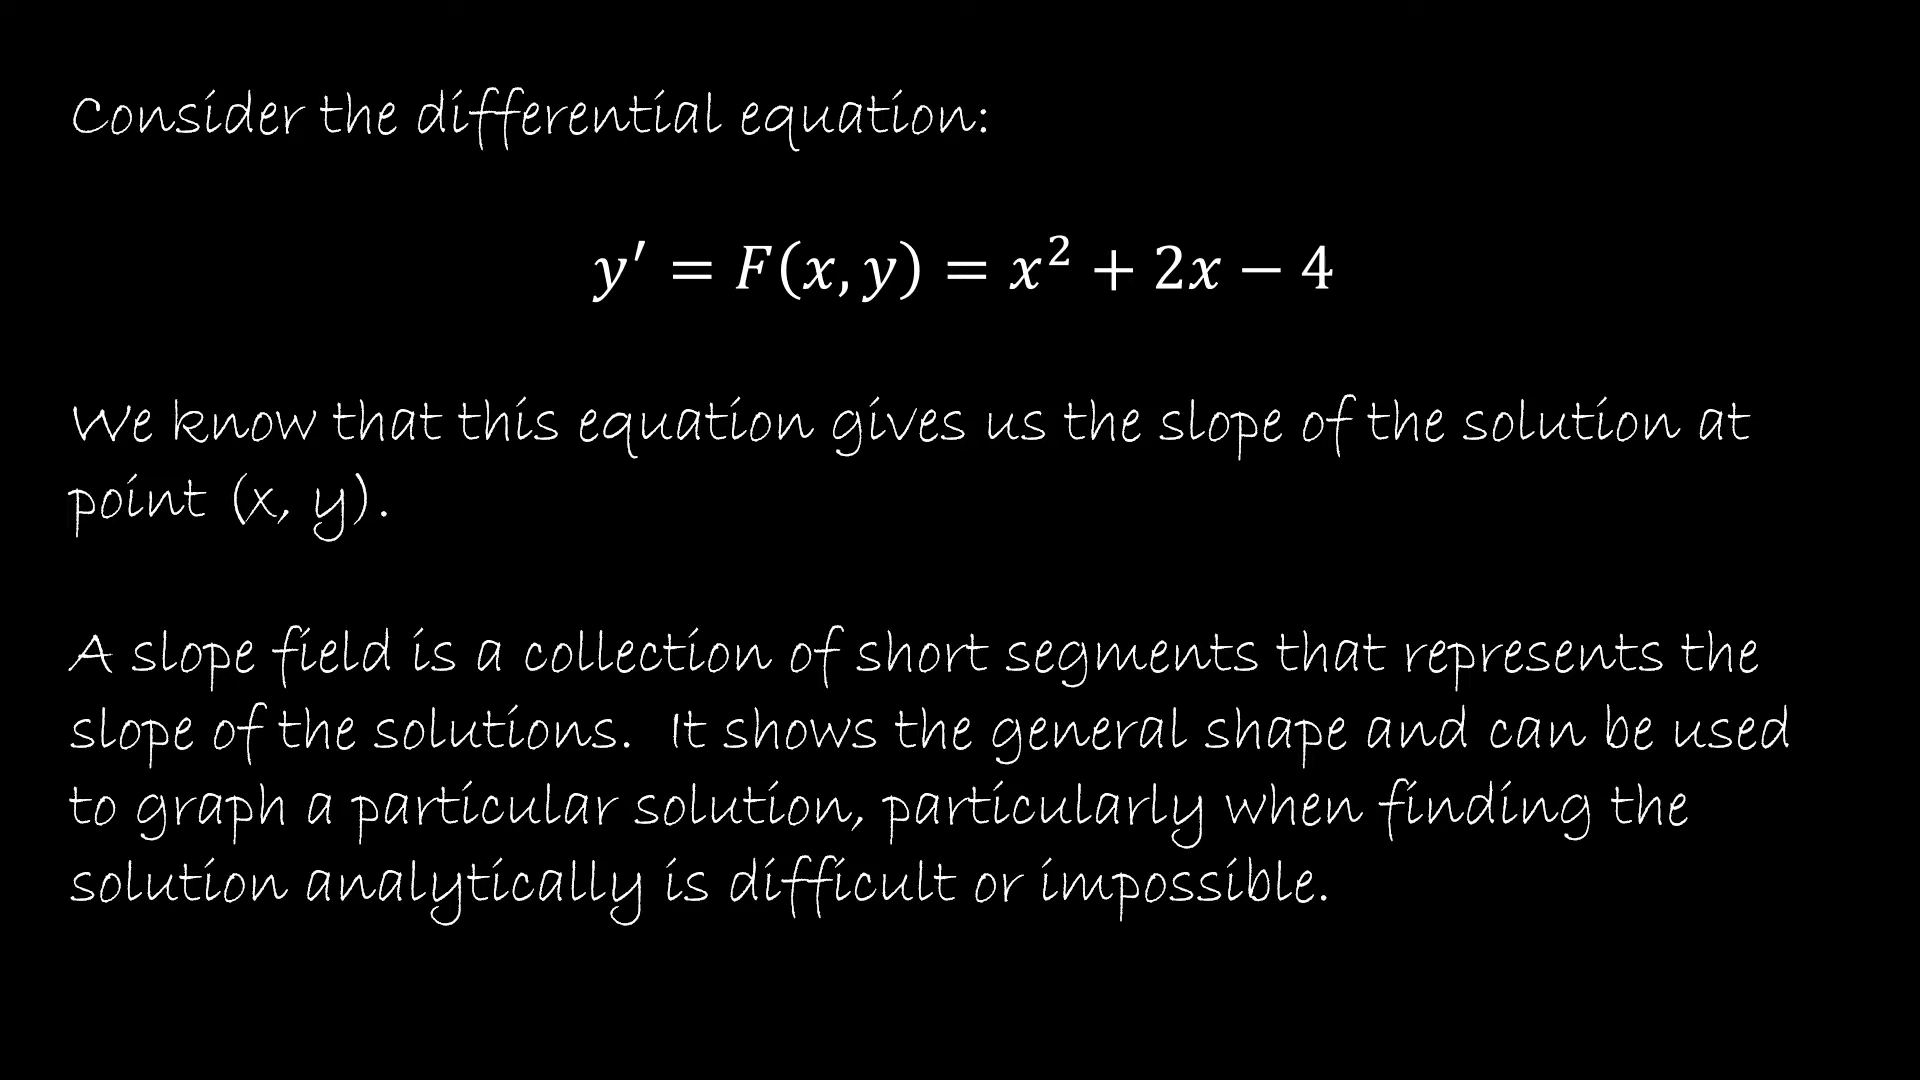 Consider the differential equation:
y′ = F(x, y) = x² + 2x − 4
We know that this equation gives us the slope of the solution at
point (x, y).
A slope field is a collection of short segments that represents the
slope of the solutions. It shows the general shape and can be used
to graph a particular solution, particularly when finding the
solution analytically is difficult or impossible.